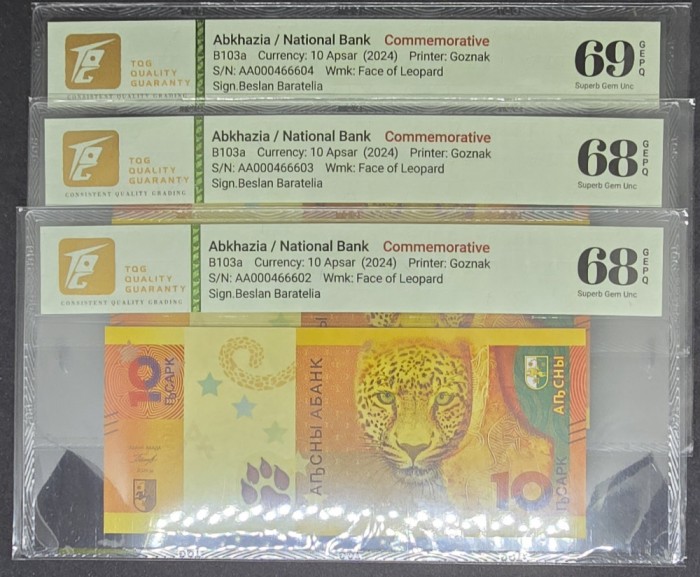 TQG
QUALITY
GUARANTY
CONSISTENT QUALITY GRADING
Abkhazia / National Bank Commemorative
B103a Currency: 10 Apsar (2024) Printer: Goznak
S/N: AA000466604 Wmk: Face of Leopard
Sign.Beslan Baratelia
69
GEPQ
Superb Gem Unc
TQG
QUALITY
GUARANTY
CONSISTENT QUALITY GRADING
Abkhazia / National Bank Commemorative
B103a Currency: 10 Apsar (2024) Printer: Goznak
S/N: AA000466603 Wmk: Face of Leopard
Sign.Beslan Baratelia
68
GEPQ
Superb Gem Unc
TQG
QUALITY
GUARANTY
CONSISTENT QUALITY GRADING
Abkhazia / National Bank Commemorative
B103a Currency: 10 Apsar (2024) Printer: Goznak
S/N: AA000466602 Wmk: Face of Leopard
Sign.Beslan Baratelia
68
GEPQ
Superb Gem Unc
10
АԤСАРК
АԤСНЫ АБАНК
АԤСНЫ
10
АԤСАРК